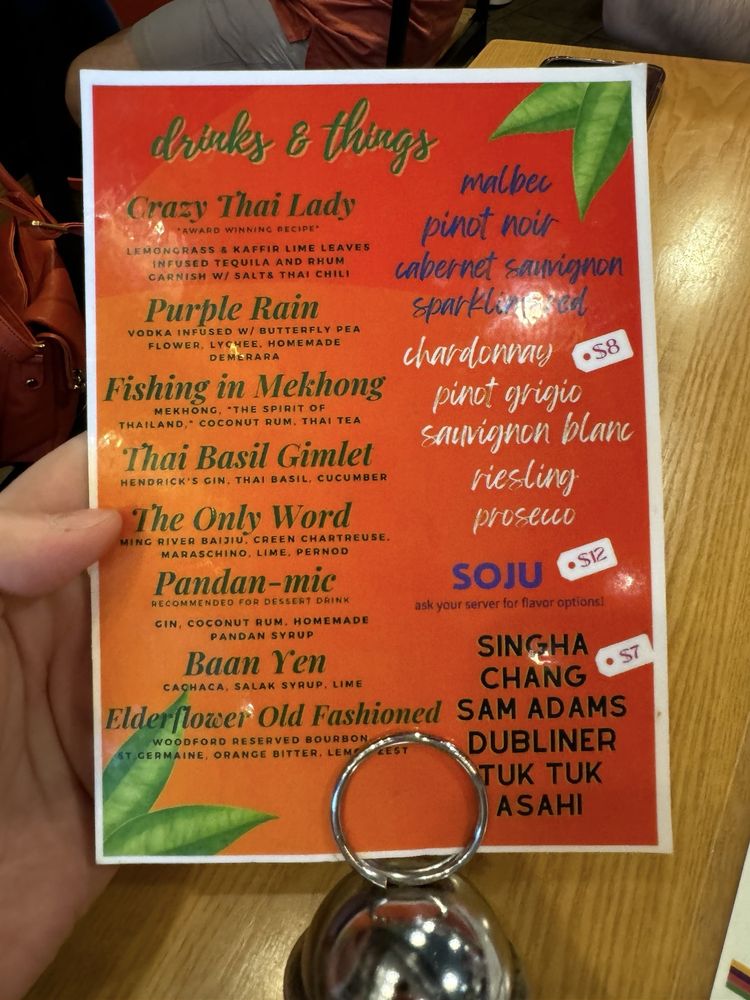 drinks & things
Crazy Thai Lady
"AWARD WINNING RECIPE"
LEMONGRASS & KAFFIR LIME LEAVES
INFUSED TEQUILA AND RHUM
GARNISH W/ SALT& THAI CHILI
Purple Rain
VODKA INFUSED W/ BUTTERFLY PEA
FLOWER, LYCHEE, HOMEMADE
DEMERARA
Fishing in Mekhong
MEKHONG, "THE SPIRIT OF
THAILAND," COCONUT RUM, THAI TEA
Thai Basil Gimlet
HENDRICK'S GIN, THAI BASIL, CUCUMBER
The Only Word
MING RIVER BAIJIU, GREEN CHARTREUSE,
MARASCHINO, LIME, PERNOD
Pandan-mic
RECOMMENDED FOR DESSERT DRINK
GIN, COCONUT RUM, HOMEMADE
PANDAN SYRUP
Baan Yen
CACHACA, SALAK SYRUP, LIME
Elderflower Old Fashioned
WOODFORD RESERVED BOURBON,
ST.GERMAINE, ORANGE BITTER, LEMON ZEST
malbec
pinot noir
cabernet sauvignon
sparkling red
chardonnay $8
pinot grigio
sauvignon blanc
riesling
prosecco
SOJU $12
ask your server for flavor options!
SINGHA $7
CHANG
SAM ADAMS
DUBLINER
TUK TUK
ASAHI